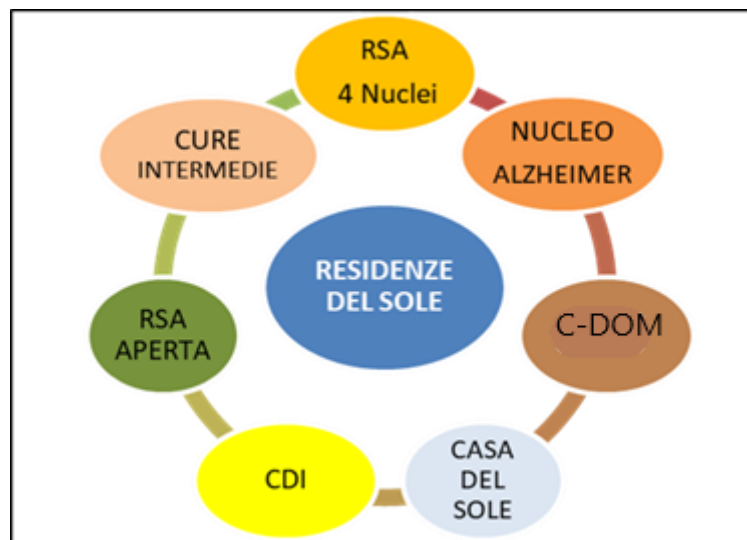 RSA
4 Nuclei
NUCLEO
ALZHEIMER
C-DOM
CASA
DEL
SOLE
CDI
RSA
APERTA
CURE
INTERMEDIE
RESIDENZE
DEL SOLE